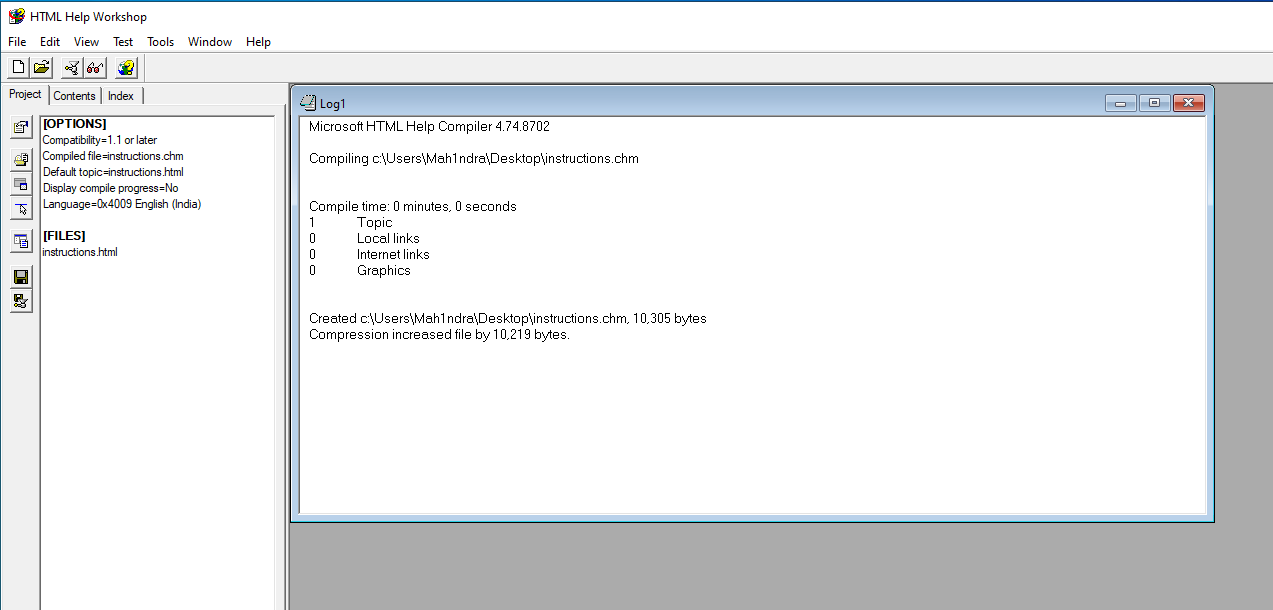 HTML Help Workshop
File Edit View Test Tools Window Help
Project Contents Index
[OPTIONS]
Compatibility=1.1 or later
Compiled file=instructions.chm
Default topic=instructions.html
Display compile progress=No
Language=0x4009 English (India)
[FILES]
instructions.html
Log1
Microsoft HTML Help Compiler 4.74.8702
Compiling c:\Users\Mah1ndra\Desktop\instructions.chm
Compile time: 0 minutes, 0 seconds
1 Topic
0 Local links
0 Internet links
0 Graphics
Created c:\Users\Mah1ndra\Desktop\instructions.chm, 10,305 bytes
Compression increased file by 10,219 bytes.